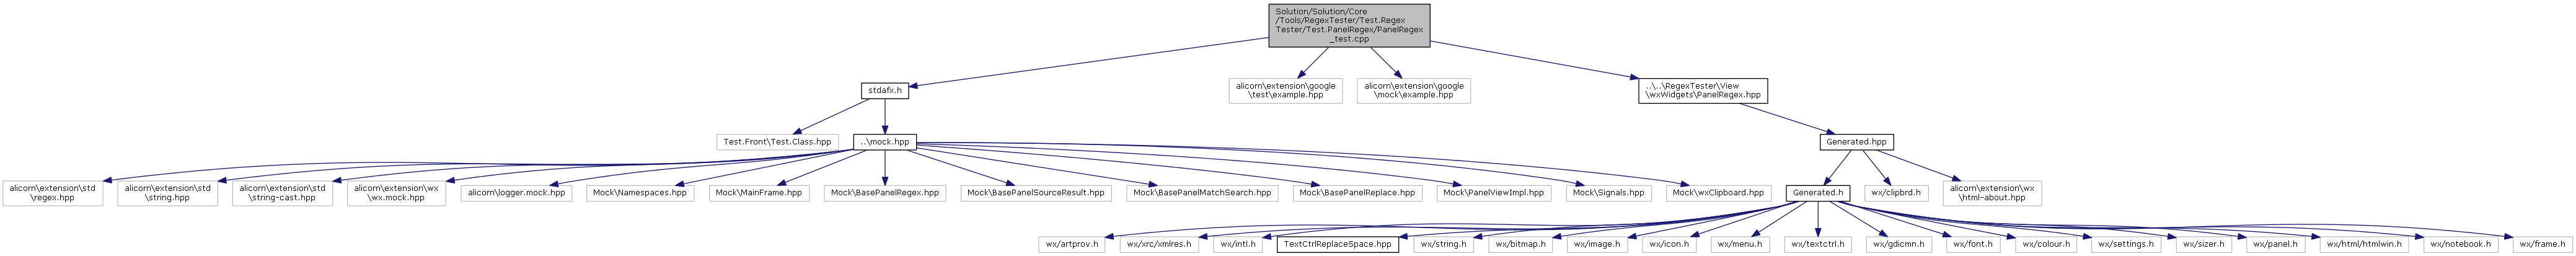 Solution/Solution/Core
/Tools/RegexTester/Test.Regex
Tester/Test.PanelRegex/PanelRegex
_test.cpp
stdafx.h
alicorn\extension\google
\test\example.hpp
alicorn\extension\google
\mock\example.hpp
..\..\RegexTester\View
\wxWidgets\PanelRegex.hpp
Test.Front\Test.Class.hpp
..\mock.hpp
Generated.hpp
alicorn\extension\std
\regex.hpp
alicorn\extension\std
\string.hpp
alicorn\extension\std
\string-cast.hpp
alicorn\extension\wx
\wx.mock.hpp
alicorn\logger.mock.hpp
Mock\Namespaces.hpp
Mock\MainFrame.hpp
Mock\BasePanelRegex.hpp
Mock\BasePanelSourceResult.hpp
Mock\BasePanelMatchSearch.hpp
Mock\BasePanelReplace.hpp
Mock\PanelViewImpl.hpp
Mock\Signals.hpp
Mock\wxClipboard.hpp
Generated.h
wx/clipbrd.h
alicorn\extension\wx
\html-about.hpp
wx/artprov.h
wx/xrc/xmlres.h
wx/intl.h
TextCtrlReplaceSpace.hpp
wx/string.h
wx/bitmap.h
wx/image.h
wx/icon.h
wx/menu.h
wx/textctrl.h
wx/gdicmn.h
wx/font.h
wx/colour.h
wx/settings.h
wx/sizer.h
wx/panel.h
wx/html/htmlwin.h
wx/notebook.h
wx/frame.h